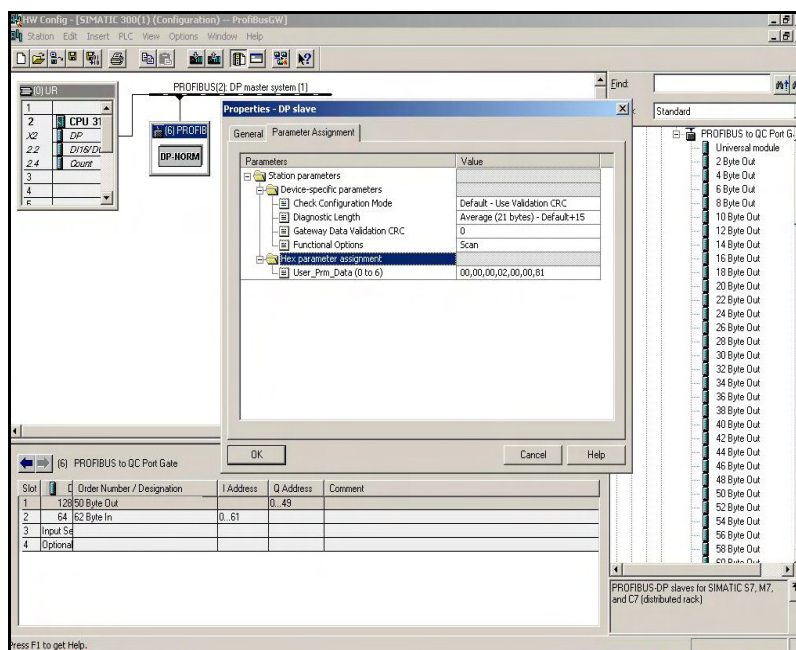 HW Config - [SIMATIC 300(1) (Configuration) -- ProfiBusGW]
Station Edit Insert PLC View Options Window Help
(0) UR
1
2 CPU 31
X2 DP
2.2 DI16/D
2.4 Count
3
4
PROFIBUS(2): DP master system (1)
(6) PROFIB
DP-NORM
Properties - DP slave
General Parameter Assignment
Parameters Value
Station parameters
Device-specific parameters
Check Configuration Mode Default - Use Validation CRC
Diagnostic Length Average (21 bytes) - Default+15
Gateway Data Validation CRC 0
Functional Options Scan
Hex parameter assignment
User_Prm_Data (0 to 6) 00,00,00,02,00,00,81
OK Cancel Help
Find:
Standard
PROFIBUS to QC Port G
Universal module
2 Byte Out
4 Byte Out
6 Byte Out
8 Byte Out
10 Byte Out
12 Byte Out
14 Byte Out
16 Byte Out
18 Byte Out
20 Byte Out
22 Byte Out
24 Byte Out
26 Byte Out
28 Byte Out
30 Byte Out
32 Byte Out
34 Byte Out
36 Byte Out
38 Byte Out
40 Byte Out
42 Byte Out
44 Byte Out
46 Byte Out
48 Byte Out
50 Byte Out
52 Byte Out
54 Byte Out
56 Byte Out
58 Byte Out
60 Byte Out
PROFIBUS-DP slaves for SIMATIC S7, M7,
and C7 (distributed rack)
(6) PROFIBUS to QC Port Gate
Slot D Order Number / Designation I Address Q Address Comment
1 128 50 Byte Out 0...49
2 64 62 Byte In 0...61
3 Input Se
4 Optional
Press F1 to get Help.